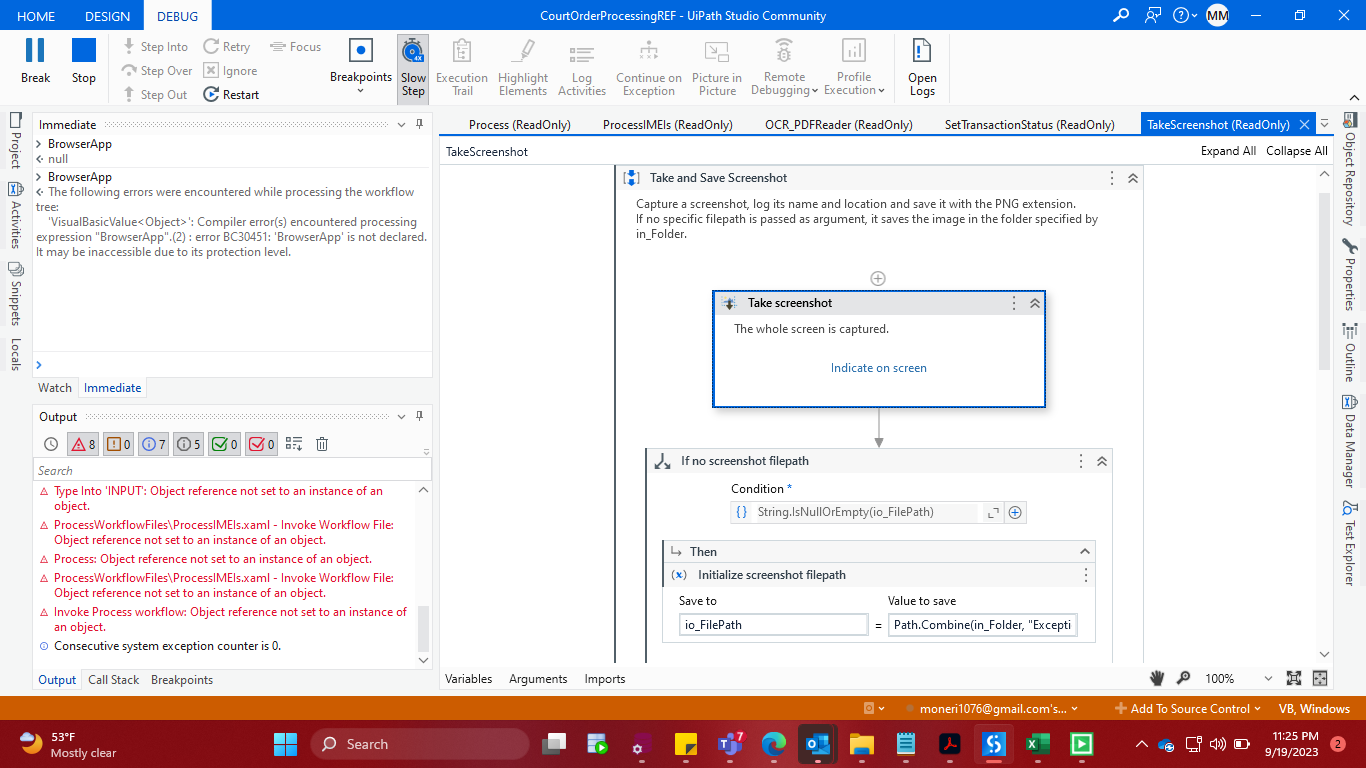 HOME DESIGN DEBUG CourtOrderProcessingREF - UiPath Studio Community MM
Break
Stop
Step Into
Step Over
Step Out
Retry
Ignore
Restart
Focus
Breakpoints
Slow
Step
Execution
Trail
Highlight
Elements
Log
Activities
Continue on
Exception
Picture in
Picture
Remote
Debugging
Profile
Execution
Open
Logs
Project
Activities
Snippets
Locals
Immediate
BrowserApp
null
BrowserApp
The following errors were encountered while processing the workflow
tree:
'VisualBasicValue<Object>': Compiler error(s) encountered processing
expression "BrowserApp".(2) : error BC30451: 'BrowserApp' is not declared.
It may be inaccessible due to its protection level.
Watch Immediate
Output
8 0 7 5 0 0
Search
Type Into 'INPUT': Object reference not set to an instance of an
object.
ProcessWorkflowFiles\ProcessIMEIs.xaml - Invoke Workflow File:
Object reference not set to an instance of an object.
Process: Object reference not set to an instance of an object.
ProcessWorkflowFiles\ProcessIMEIs.xaml - Invoke Workflow File:
Object reference not set to an instance of an object.
Invoke Process workflow: Object reference not set to an instance of
an object.
Consecutive system exception counter is 0.
Output Call Stack Breakpoints
Process (ReadOnly) ProcessIMEIs (ReadOnly) OCR_PDFReader (ReadOnly) SetTransactionStatus (ReadOnly) TakeScreenshot (ReadOnly)
TakeScreenshot Expand All Collapse All
Take and Save Screenshot
Capture a screenshot, log its name and location and save it with the PNG extension.
If no specific filepath is passed as argument, it saves the image in the folder specified by
in_Folder.
Take screenshot
The whole screen is captured.
Indicate on screen
If no screenshot filepath
Condition *
String.IsNullOrEmpty(io_FilePath)
Then
Initialize screenshot filepath
Save to Value to save
io_FilePath = Path.Combine(in_Folder, "Excepti
Variables Arguments Imports 100%
Object Repository
Properties
Outline
Data Manager
Test Explorer
moneri1076@gmail.com's... Add To Source Control VB, Windows
53°F
Mostly clear
Search
7
11:25 PM
9/19/2023
2